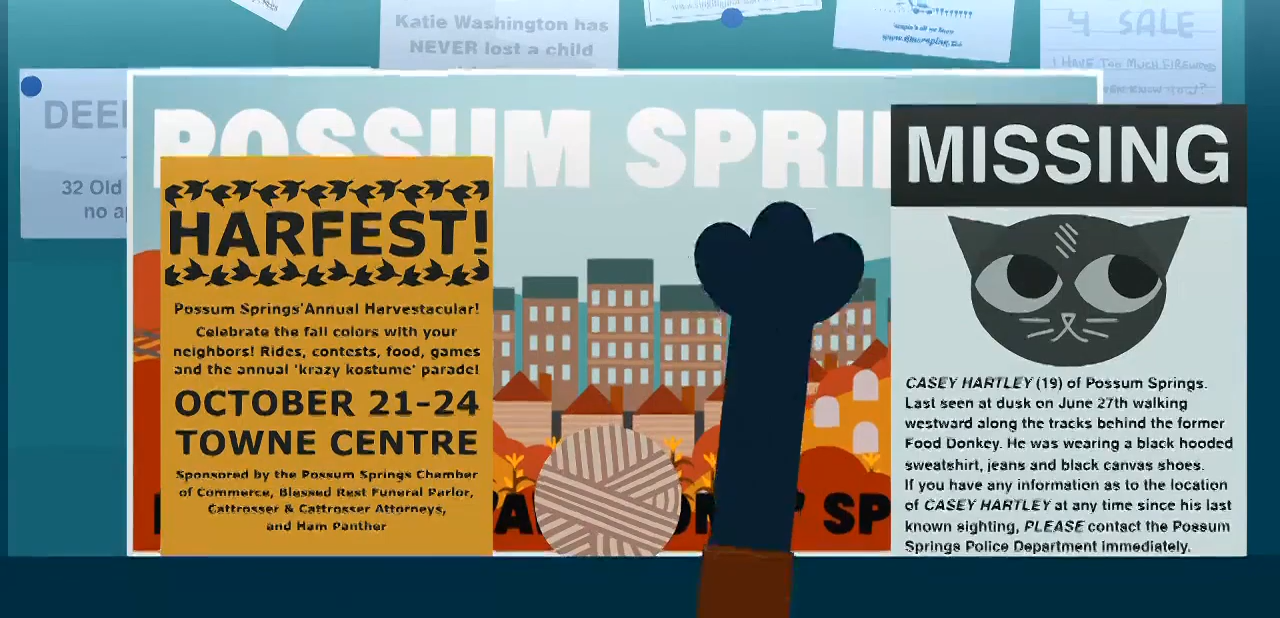 Katie Washington has
NEVER lost a child
4 SALE
I HAVE TOO MUCH FIREWOOD
DEE
32 Old
no a
POSSUM SPRI
HARFEST!
Possum Springs' Annual Harvestacular!
Celebrate the fall colors with your
neighbors! Rides, contests, food, games
and the annual 'krazy kostume' parade!
OCTOBER 21-24
TOWNE CENTRE
Sponsored by the Possum Springs Chamber
of Commerce, Blessed Rest Funeral Parlor,
Cattrosser & Cattrosser Attorneys,
and Ham Panther
SP
MISSING
CASEY HARTLEY (19) of Possum Springs.
Last seen at dusk on June 27th walking
westward along the tracks behind the former
Food Donkey. He was wearing a black hooded
sweatshirt, jeans and black canvas shoes.
If you have any information as to the location
of CASEY HARTLEY at any time since his last
known sighting, PLEASE contact the Possum
Springs Police Department immediately.